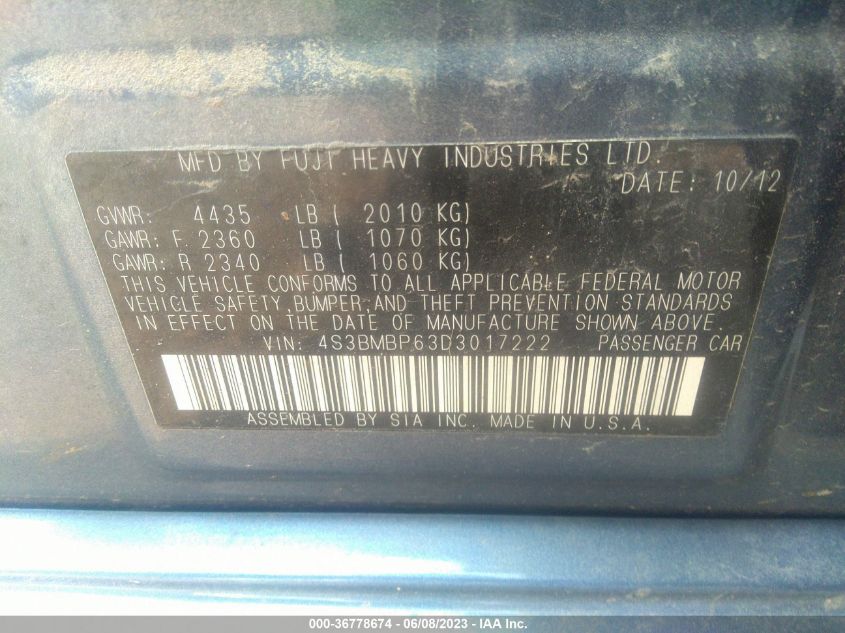 MFD BY FUJI HEAVY INDUSTRIES LTD.
DATE: 10/12
GVWR: 4435 LB ( 2010 KG)
GAWR: F. 2360 LB ( 1070 KG)
GAWR: R 2340 LB ( 1060 KG)
THIS VEHICLE CONFORMS TO ALL APPLICABLE FEDERAL MOTOR
VEHICLE SAFETY, BUMPER, AND THEFT PREVENTION STANDARDS
IN EFFECT ON THE DATE OF MANUFACTURE SHOWN ABOVE.
VIN: 4S3BMBP63D3017222 PASSENGER CAR
ASSEMBLED BY SIA INC. MADE IN U.S.A.
000-36778674 / 06/08/2023 - IAA Inc.